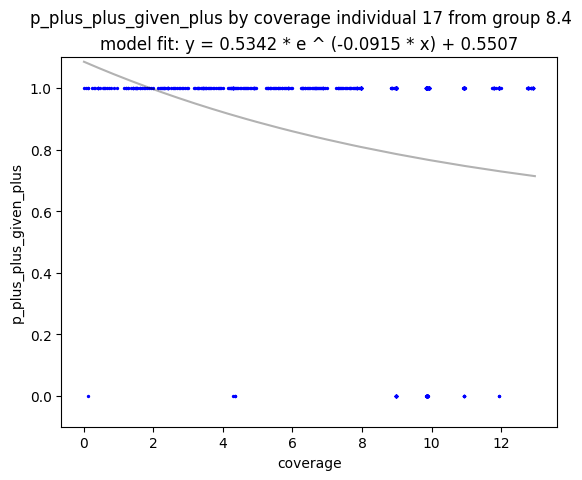 p_plus_plus_given_plus by coverage individual 17 from group 8.4
model fit: y = 0.5342 * e ^ (-0.0915 * x) + 0.5507
p_plus_plus_given_plus
1.0
0.8
0.6
0.4
0.2
0.0
0 2 4 6 8 10 12
coverage